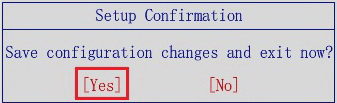 Setup Confirmation
Save configuration changes and exit now?
[Yes] [No]